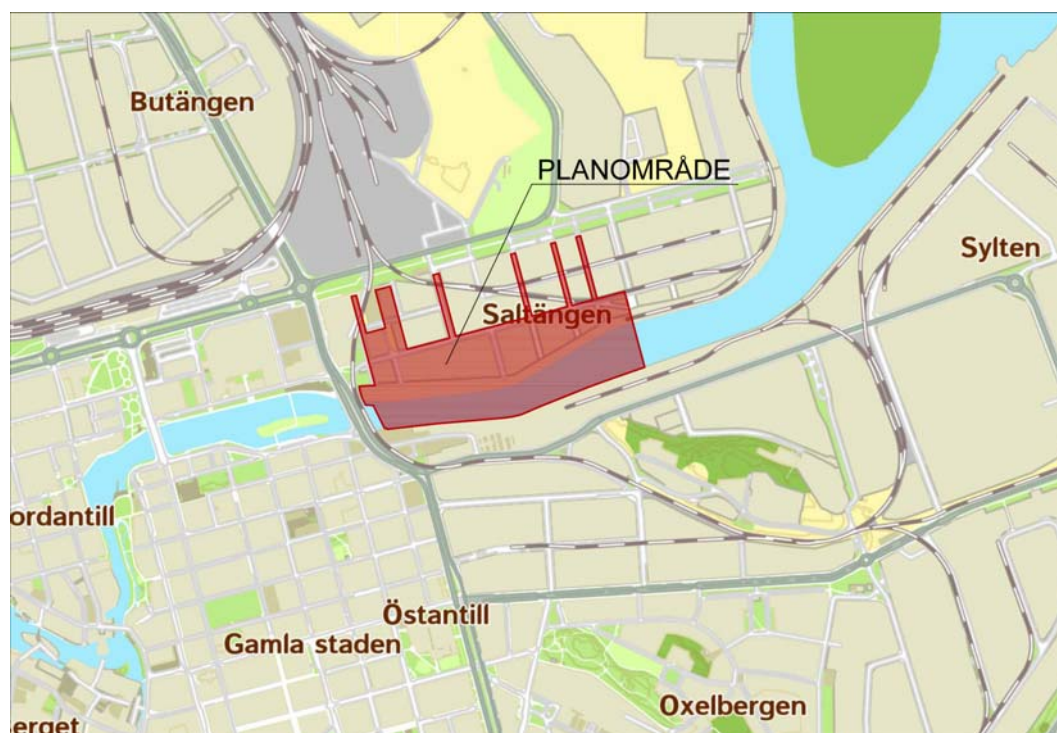 Butängen
PLANOMRÅDE
Sylten
Saltängen
ordantill
Östantill
Gamla staden
Oxelbergen
erget